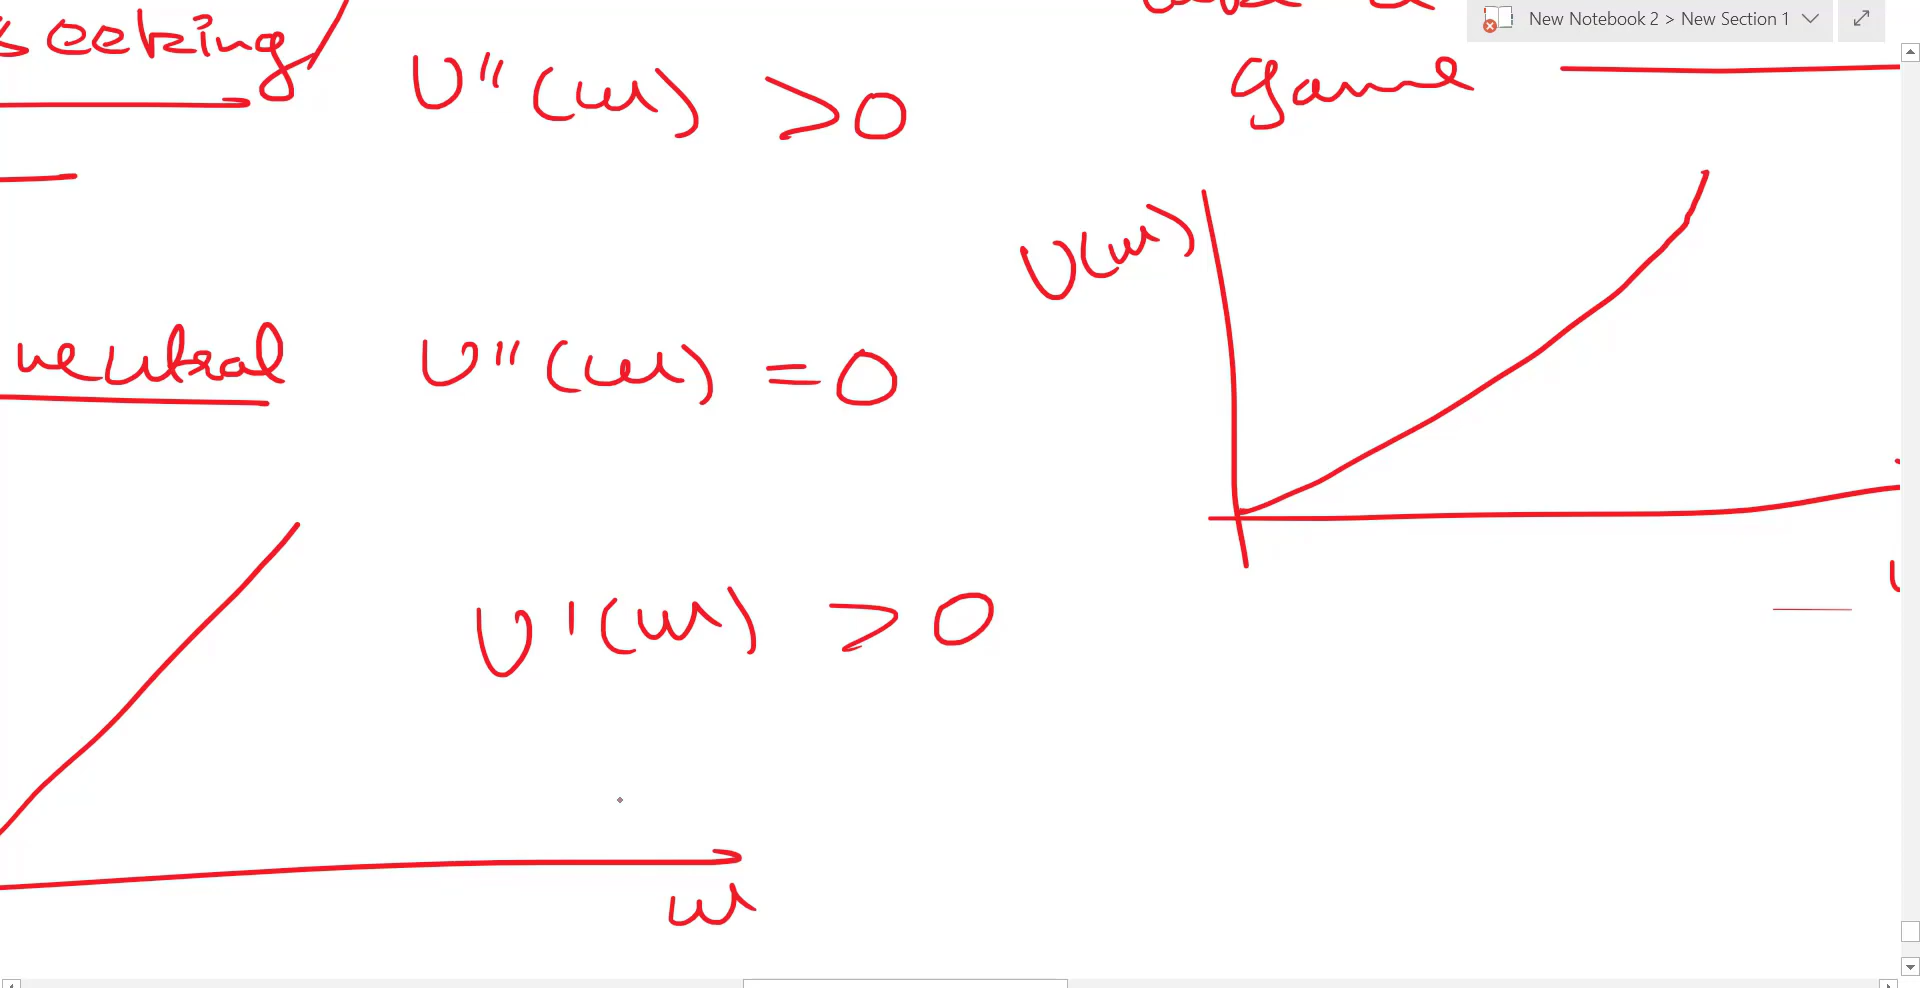 New Notebook 2 > New Section 1
seeking
U''(w) >0
game
U(w)
neutral U''(w) =0
U'(w) >0
w